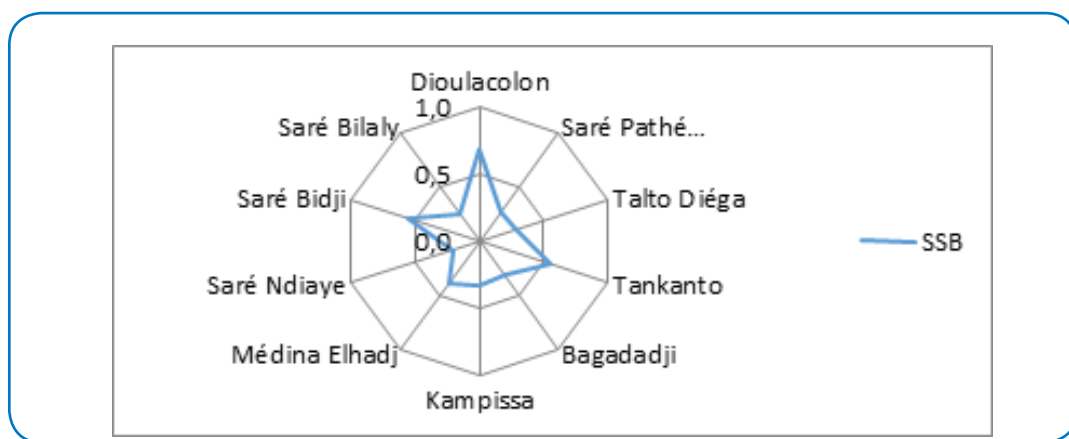 Dioulacolon
1,0
Saré Bilaly
Saré Pathé...
0,5
Saré Bidji
Talto Diéga
0,0
SSB
Saré Ndiaye
Tankanto
Médina Elhadj
Bagadadji
Kampissa